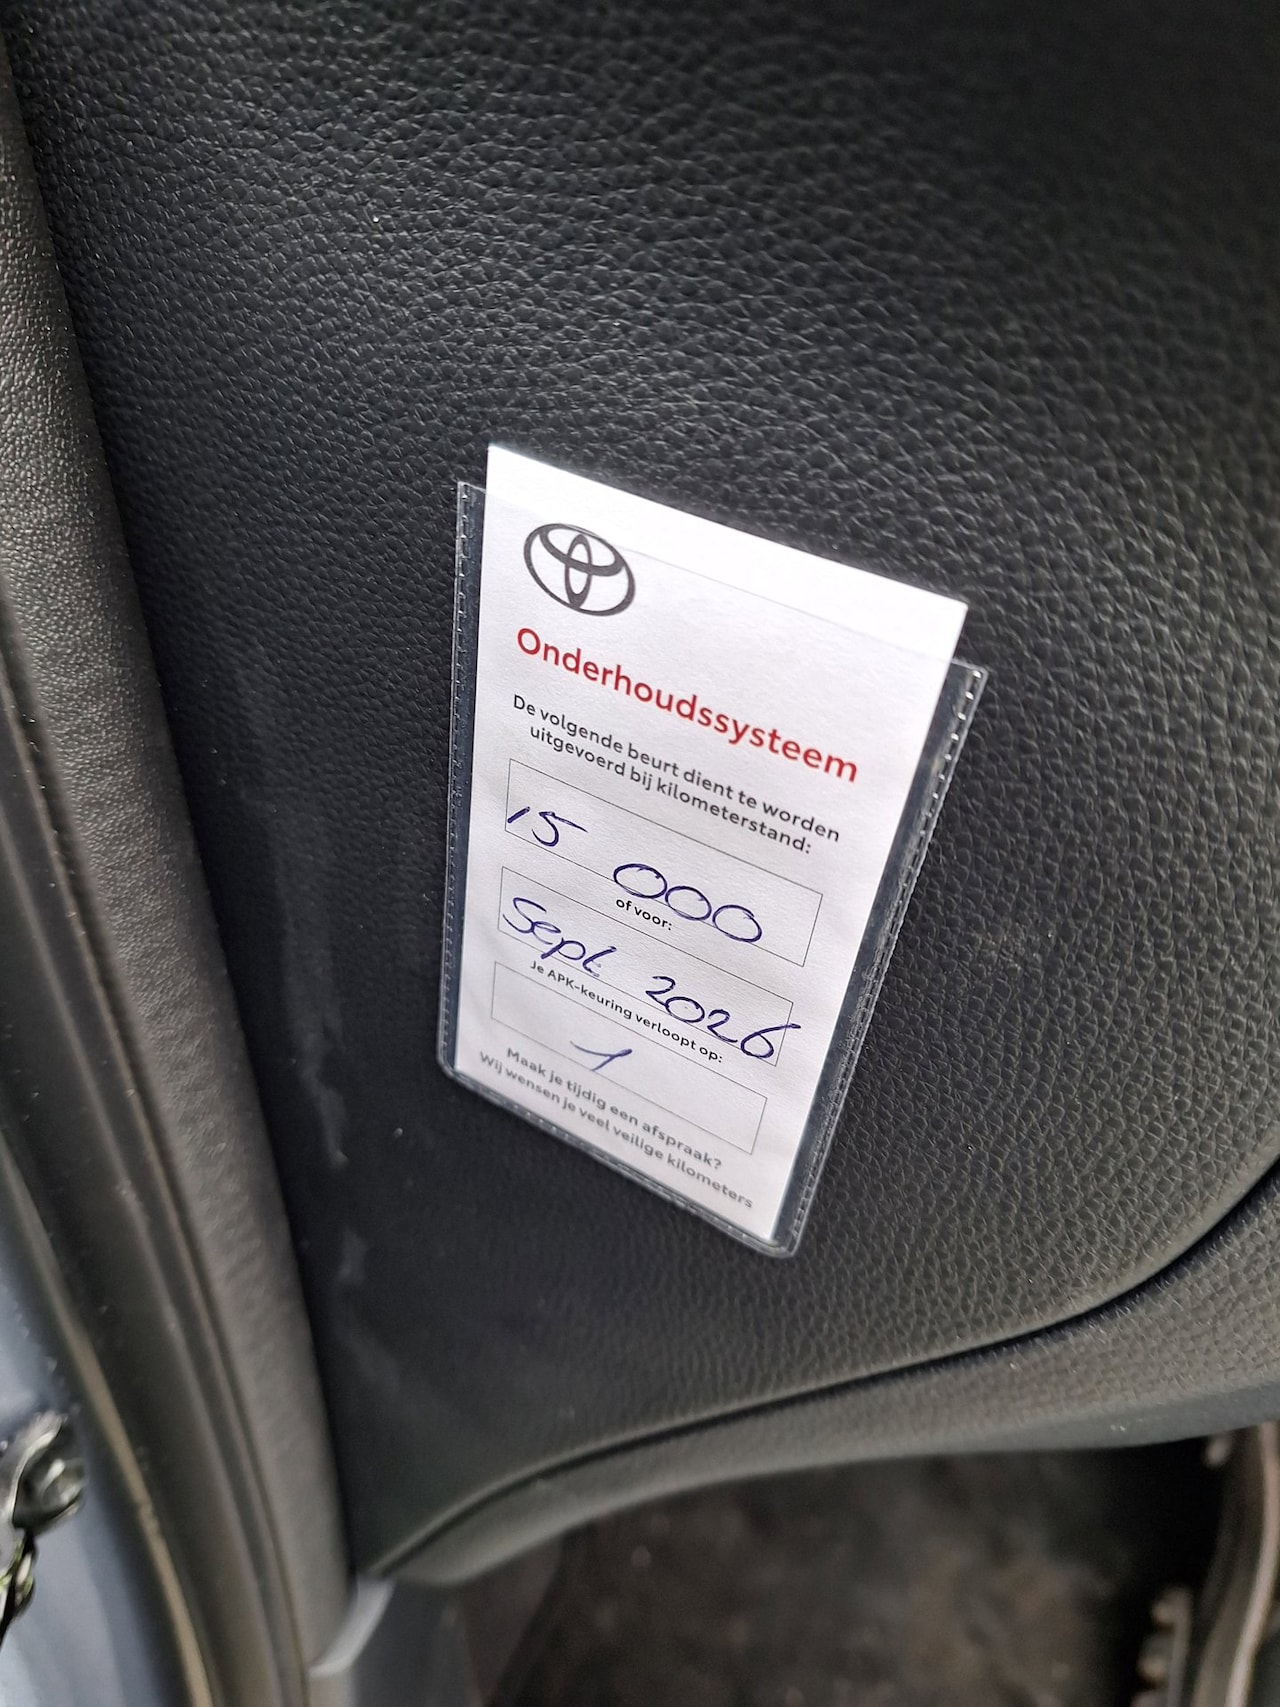 Onderhoudssysteem
De volgende beurt dient te worden
uitgevoerd bij kilometerstand:
15 000
of voor:
Sept. 2026
Je APK-keuring verloopt op:
Maak je tijdig een afspraak?
Wij wensen je veel veilige kilometers